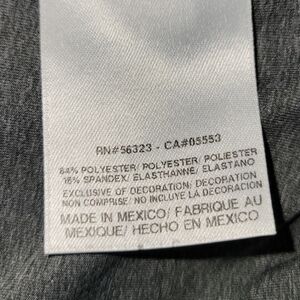 RN#56323 - CA#05553
84% POLYESTER/ POLYESTER/ POLIESTER
16% SPANDEX/ ELASTHANNE/ ELASTANO
EXCLUSIVE OF DECORATION/ DECORATION
NON COMPRISE/ NO INCLUYE LA DECORACION
MADE IN MEXICO/ FABRIQUE AU
MEXIQUE/ HECHO EN MEXICO